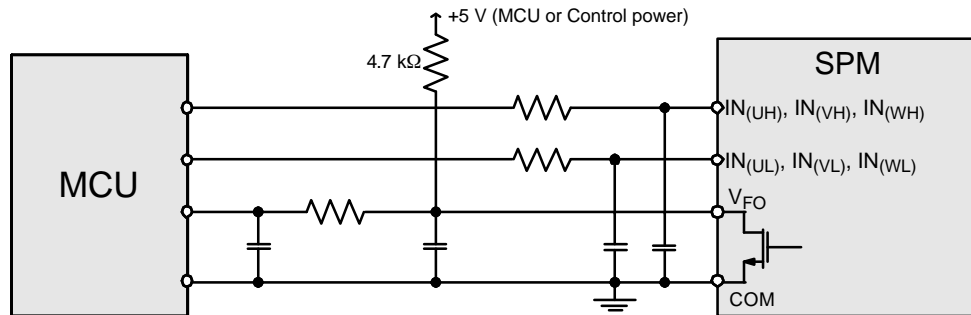 +5 V (MCU or Control power)
4.7 kΩ
SPM
IN(UH), IN(VH), IN(WH)
MCU
IN(UL), IN(VL), IN(WL)
VFO
COM